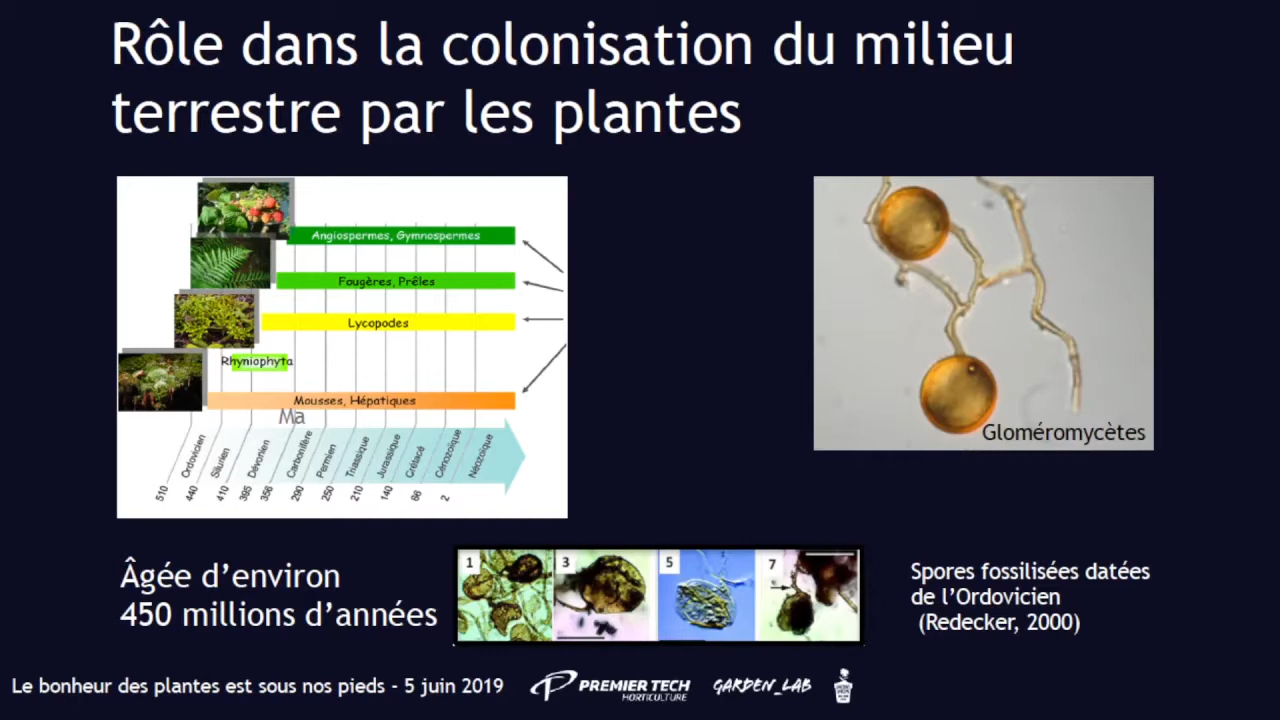 Rôle dans la colonisation du milieu
terrestre par les plantes
Angiospermes, Gymnospermes
Fougères, Prêles
Lycopodes
Rhyniophyta
Mousses, Hépatiques
Ma
Ordovicien
Silurien
Dévonien
Carbonifère
Permien
Triassique
Jurassique
Crétacé
Cénozoïque
Néozoïque
510
440
410
395
356
290
250
210
140
66
2
Gloméromycètes
Âgée d’environ
450 millions d’années
1
3
5
7
Spores fossilisées datées
de l’Ordovicien
(Redecker, 2000)
Le bonheur des plantes est sous nos pieds - 5 juin 2019
PREMIER TECH
HORTICULTURE
GARDEN_LAB